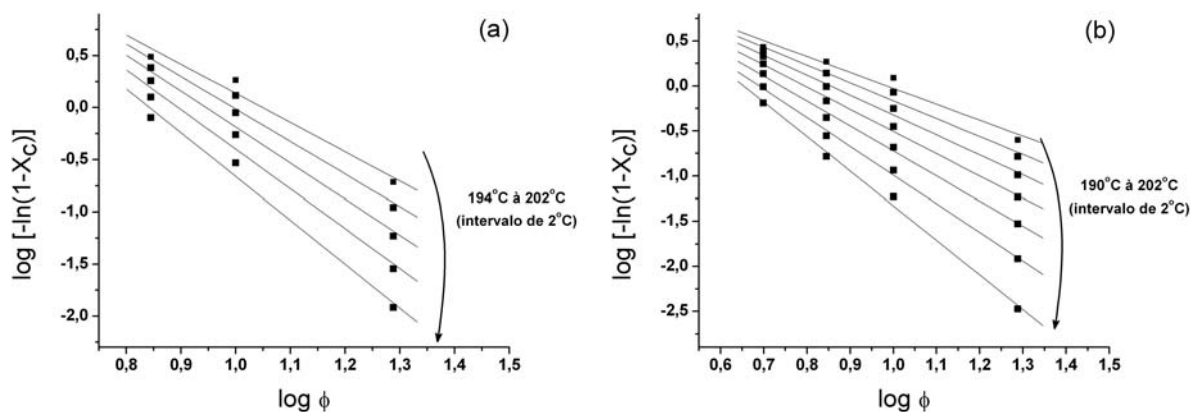 (a)
log [-ln(1-X_C)]
0,5
0,0
-0,5
-1,0
-1,5
-2,0
194°C à 202°C
(intervalo de 2°C)
0,8 0,9 1,0 1,1 1,2 1,3 1,4 1,5
log ϕ
(b)
log [-ln(1-X_C)]
0,5
0,0
-0,5
-1,0
-1,5
-2,0
-2,5
190°C à 202°C
(intervalo de 2°C)
0,5 0,6 0,7 0,8 0,9 1,0 1,1 1,2 1,3 1,4 1,5
log ϕ